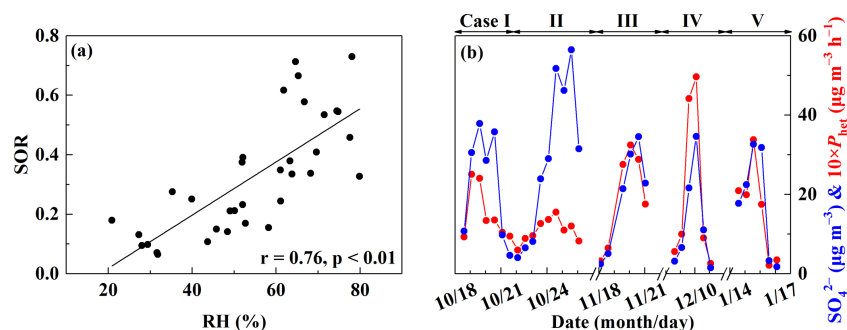 (a)
0.8
0.6
0.4
0.2
0.0
SOR
20 40 60 80
RH (%)
r = 0.76, p < 0.01
Case I II III IV V
(b)
60
40
20
0
SO₄²⁻ (μg m⁻³) & 10×P_het (μg m⁻³ h⁻¹)
10/18 10/21 10/24 11/18 11/21 12/10 1/14 1/17
Date (month/day)